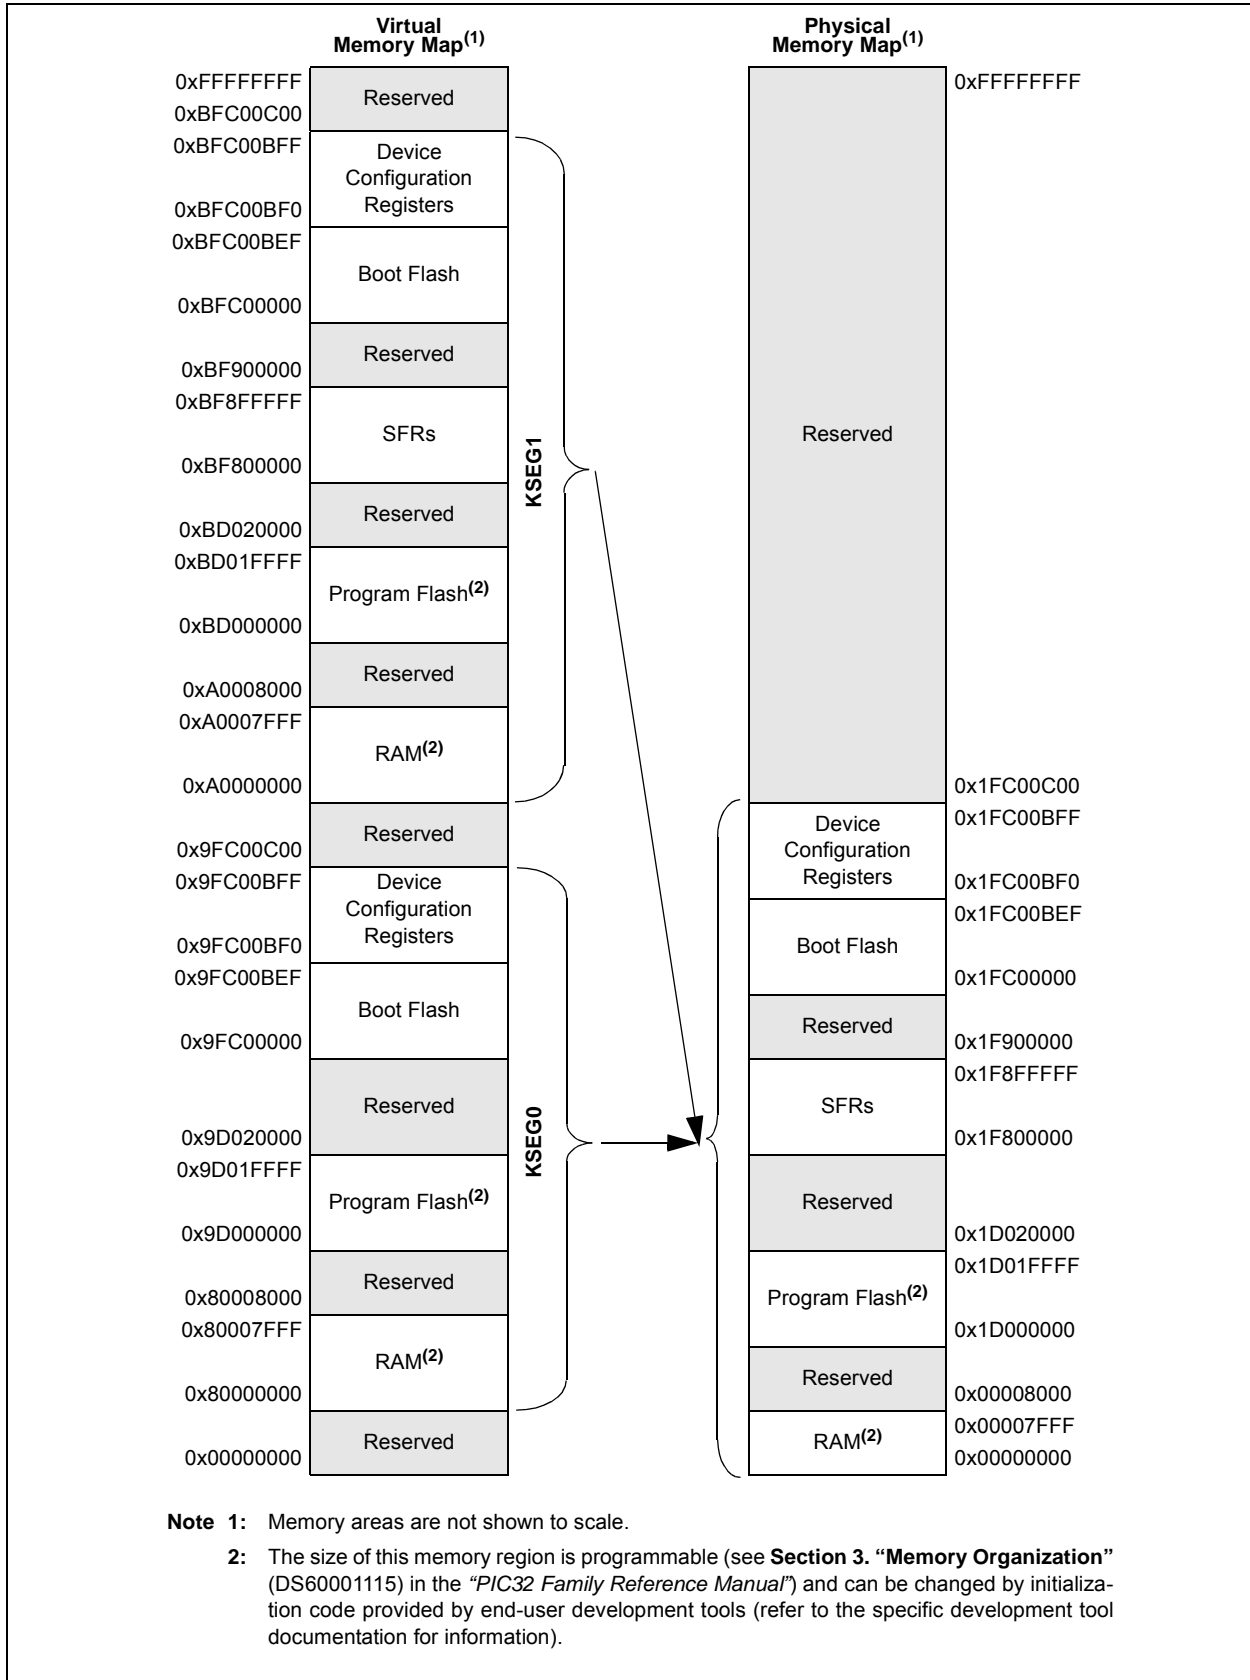 Virtual
Memory Map(1)
0xFFFFFFFF
Reserved
0xBFC00C00
0xBFC00BFF
Device
Configuration
Registers
0xBFC00BF0
0xBFC00BEF
Boot Flash
0xBFC00000
Reserved
0xBF900000
0xBF8FFFFF
SFRs
0xBF800000
Reserved
0xBD020000
0xBD01FFFF
Program Flash(2)
0xBD000000
Reserved
0xA0008000
0xA0007FFF
RAM(2)
0xA0000000
KSEG1
Reserved
0x9FC00C00
0x9FC00BFF
Device
Configuration
Registers
0x9FC00BF0
0x9FC00BEF
Boot Flash
0x9FC00000
Reserved
0x9D020000
0x9D01FFFF
Program Flash(2)
0x9D000000
Reserved
0x80008000
0x80007FFF
RAM(2)
0x80000000
KSEG0
Reserved
0x00000000
Physical
Memory Map(1)
0xFFFFFFFF
Reserved
0x1FC00C00
0x1FC00BFF
Device
Configuration
Registers
0x1FC00BF0
0x1FC00BEF
Boot Flash
0x1FC00000
Reserved
0x1F900000
0x1F8FFFFF
SFRs
0x1F800000
Reserved
0x1D020000
0x1D01FFFF
Program Flash(2)
0x1D000000
Reserved
0x00008000
0x00007FFF
RAM(2)
0x00000000
Note 1: Memory areas are not shown to scale.
2: The size of this memory region is programmable (see Section 3. “Memory Organization”
(DS60001115) in the “PIC32 Family Reference Manual”) and can be changed by initializa-
tion code provided by end-user development tools (refer to the specific development tool
documentation for information).